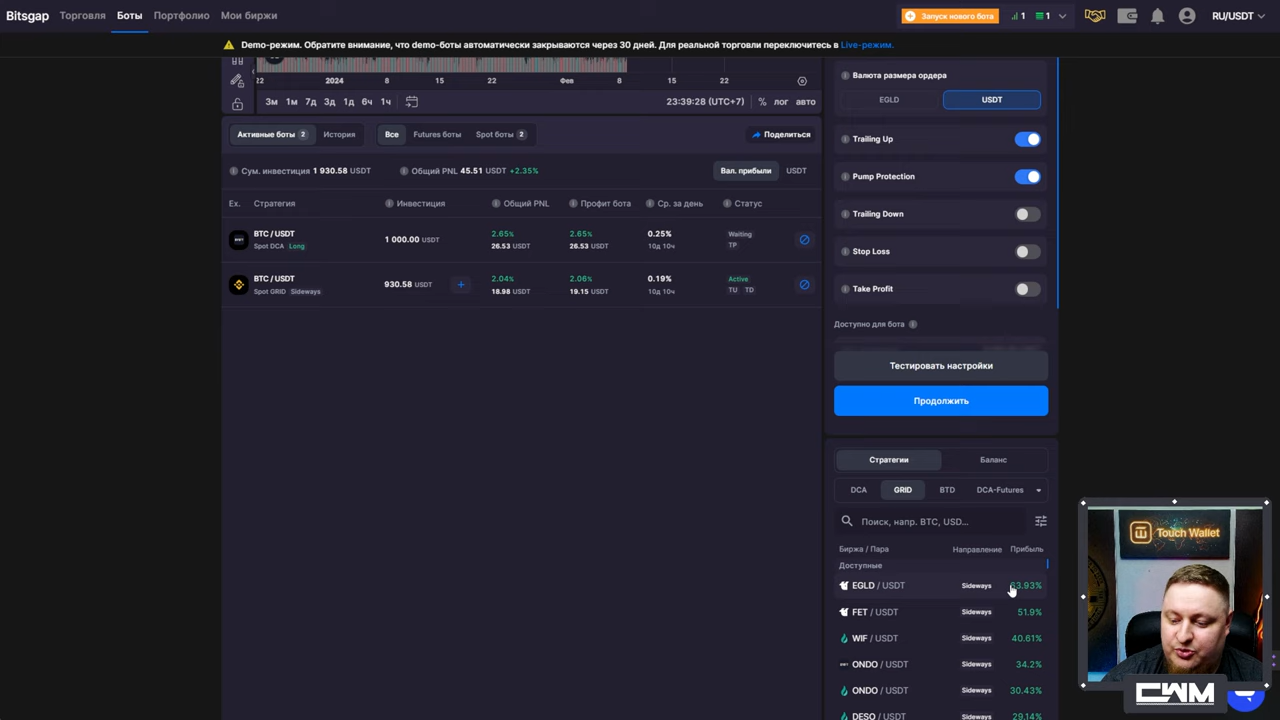 Bitsgap Торговля Боты Портфолио Мои биржи Запуск нового бота 1 1 RU/USDT
Demo-режим. Обратите внимание, что demo-боты автоматически закрываются через 30 дней. Для реальной торговли переключитесь в Live-режим.
22 2024 8 15 22 Фев 8 15 22
3м 1м 7д 3д 1д 6ч 1ч 23:39:28 (UTC+7) % лог авто
Активные боты 2 История Все Futures боты Spot боты 2 Поделиться
Сум. инвестиция 1 930.58 USDT Общий PNL 45.51 USDT +2.35% Вал. прибыли USDT
Ex. Стратегия Инвестиция Общий PNL Профит бота Ср. за день Статус
BTC / USDT 1 000.00 USDT 2.65% 2.65% 0.25% Waiting
Spot DCA Long 26.53 USDT 26.53 USDT 10д 10ч TP
BTC / USDT 930.58 USDT + 2.04% 2.06% 0.19% Active
Spot GRID Sideways 18.98 USDT 19.15 USDT 10д 10ч TU TD
Валюта размера ордера
EGLD USDT
Trailing Up
Pump Protection
Trailing Down
Stop Loss
Take Profit
Доступно для бота
Тестировать настройки
Продолжить
Стратегии Баланс
DCA GRID BTD DCA-Futures
Поиск, напр. BTC, USD...
Биржа / Пара Направление Прибыль
Доступные
EGLD / USDT Sideways 53.93%
FET / USDT Sideways 51.9%
WIF / USDT Sideways 40.61%
ONDO / USDT Sideways 34.2%
ONDO / USDT Sideways 30.43%
DESO / USDT Sideways 29.14%
Touch Wallet
CWM